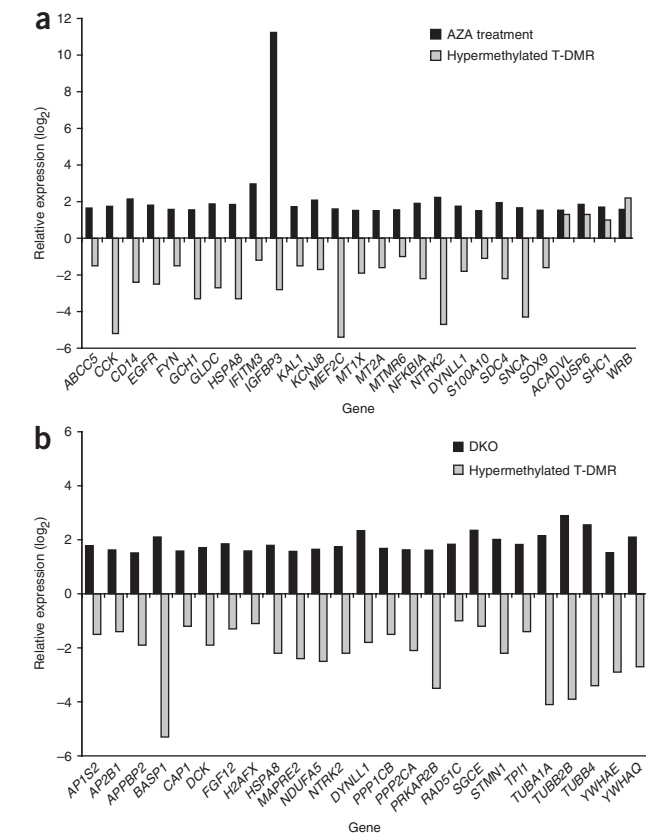 a
12
10
8
6
4
2
0
–2
–4
–6
Relative expression (log2)
AZA treatment
Hypermethylated T-DMR
ABCC5
CCK
CD14
EGFR
FYN
GCH1
GLDC
HSPA8
IFITM3
IGFBP3
KAL1
KCNJ8
MEF2C
MT1X
MT2A
MTMR6
NFKBIA
NTRK2
DYNLL1
S100A10
SDC4
SNCA
SOX9
ACADVL
DUSP6
SHC1
WRB
Gene
b
6
4
2
0
–2
–4
–6
Relative expression (log2)
DKO
Hypermethylated T-DMR
AP1S2
AP2B1
APPBP2
BASP1
CAP1
DCK
FGF12
H2AFX
HSPA8
MAPRE2
NDUFA5
NTRK2
DYNLL1
PPP1CB
PPP2CA
PRKAR2B
RAD51C
SGCE
STMN1
TPI1
TUBA1A
TUBB2B
TUBB4
YWHAE
YWHAQ
Gene